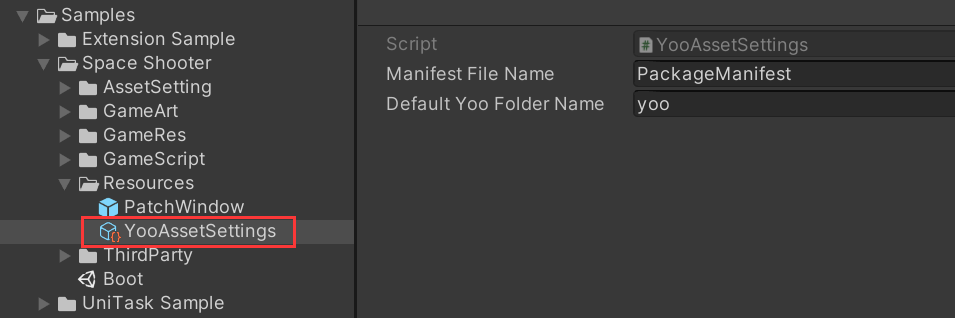 Samples
Extension Sample
Space Shooter
AssetSetting
GameArt
GameRes
GameScript
Resources
PatchWindow
YooAssetSettings
ThirdParty
Boot
UniTask Sample
Script
YooAssetSettings
Manifest File Name
PackageManifest
Default Yoo Folder Name
yoo